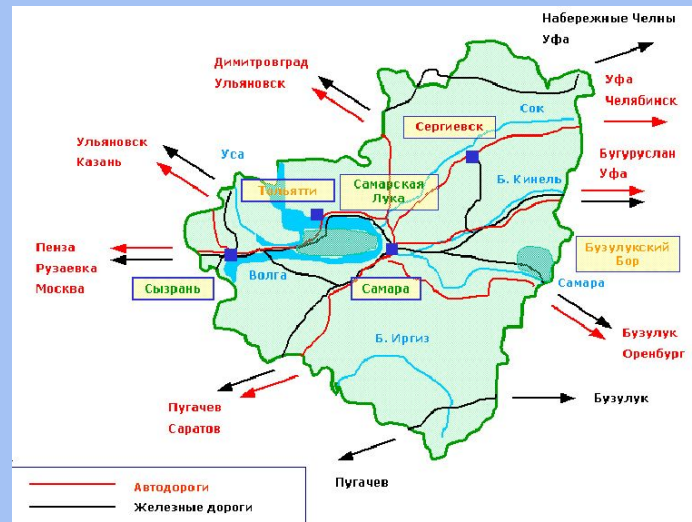 Набережные Челны
Уфа
Димитровград
Ульяновск
Уфа
Челябинск
Сок
Сергиевск
Ульяновск
Казань
Уса
Бугуруслан
Уфа
Б. Кинель
Тольятти
Самарская
Лука
Пенза
Рузаевка
Москва
Бузулукский
Бор
Волга
Сызрань
Самара
Самара
Бузулук
Оренбург
Б. Иргиз
Пугачев
Саратов
Бузулук
Пугачев
Автодороги
Железные дороги